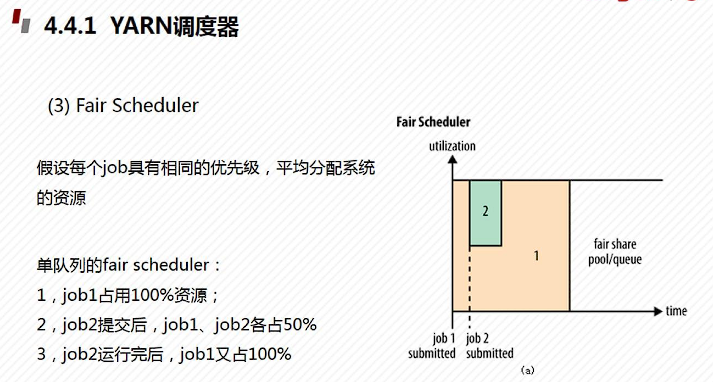 4.4.1 YARN调度器
(3) Fair Scheduler
假设每个job具有相同的优先级，平均分配系统
的资源
单队列的fair scheduler：
1，job1占用100%资源；
2，job2提交后，job1、job2各占50%
3，job2运行完后，job1又占100%
Fair Scheduler
utilization
2
1
fair share
pool/queue
time
job 1
submitted
job 2
submitted
(a)